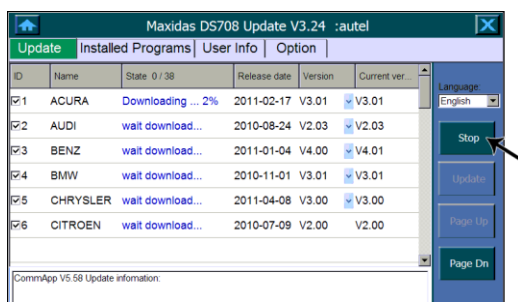 Maxidas DS708 Update V3.24 :autel X
Update Installed Programs User Info Option
ID Name State 0 / 38 Release date Version Current ver...
1 ACURA Downloading ... 2% 2011-02-17 V3.01 V3.01
2 AUDI wait download... 2010-08-24 V2.03 V2.03
3 BENZ wait download... 2011-01-04 V4.00 V4.01
4 BMW wait download... 2010-11-01 V3.01 V3.01
5 CHRYSLER wait download... 2011-04-08 V3.00 V3.00
6 CITROEN wait download... 2010-07-09 V2.00 V2.00
CommApp V5.58 Update infomation:
Language:
English
Stop
Update
Page Up
Page Dn